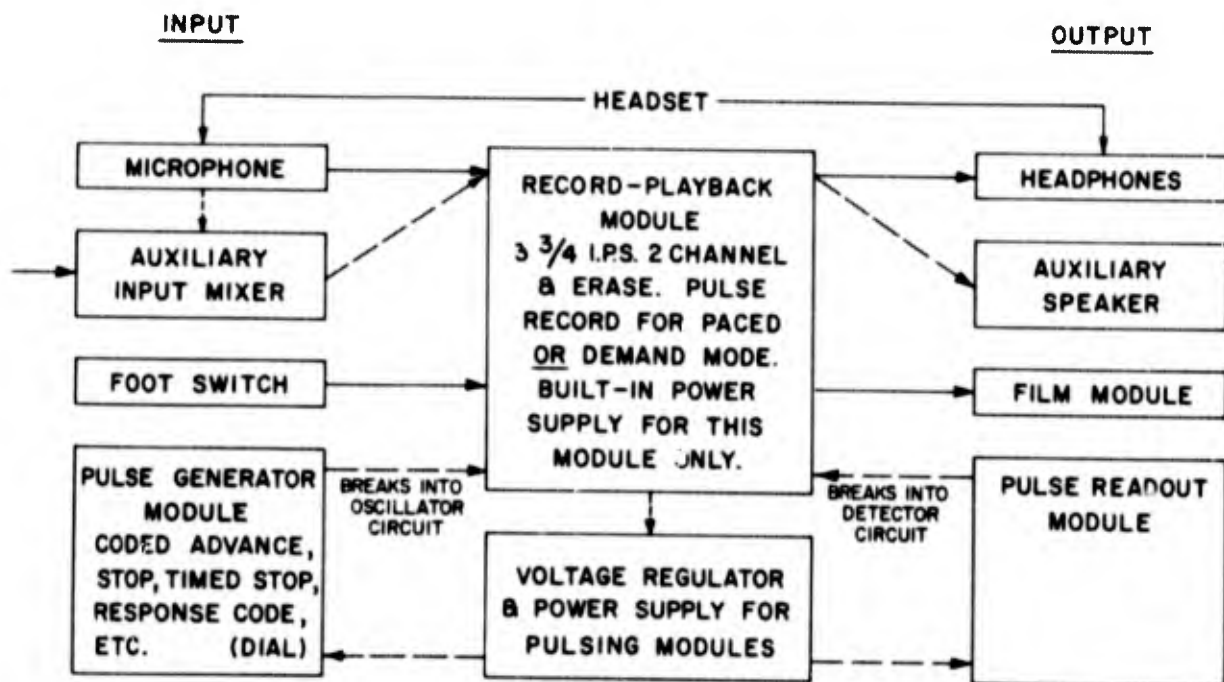 INPUT
OUTPUT
HEADSET
MICROPHONE
AUXILIARY
INPUT MIXER
FOOT SWITCH
PULSE GENERATOR
MODULE
CODED ADVANCE,
STOP, TIMED STOP,
RESPONSE CODE,
ETC. (DIAL)
BREAKS INTO
OSCILLATOR
CIRCUIT
RECORD-PLAYBACK
MODULE
3 3/4 I.P.S. 2 CHANNEL
& ERASE. PULSE
RECORD FOR PACED
OR DEMAND MODE.
BUILT-IN POWER
SUPPLY FOR THIS
MODULE ONLY.
VOLTAGE REGULATOR
& POWER SUPPLY FOR
PULSING MODULES
BREAKS INTO
DETECTOR
CIRCUIT
HEADPHONES
AUXILIARY
SPEAKER
FILM MODULE
PULSE READOUT
MODULE